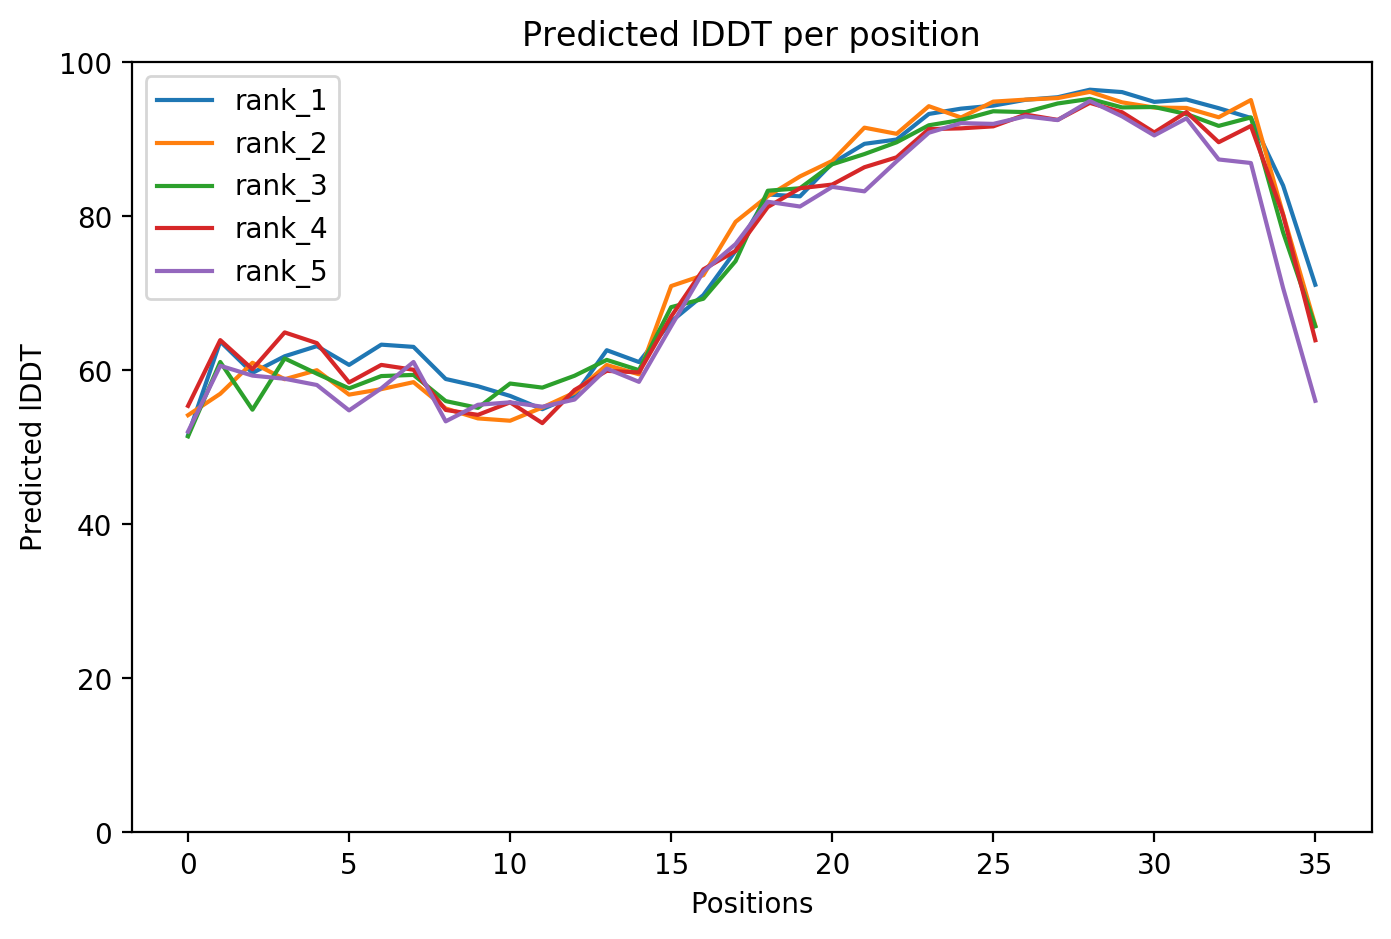 Predicted lDDT per position
100
80
60
40
20
0
Predicted lDDT
rank_1
rank_2
rank_3
rank_4
rank_5
0 5 10 15 20 25 30 35
Positions